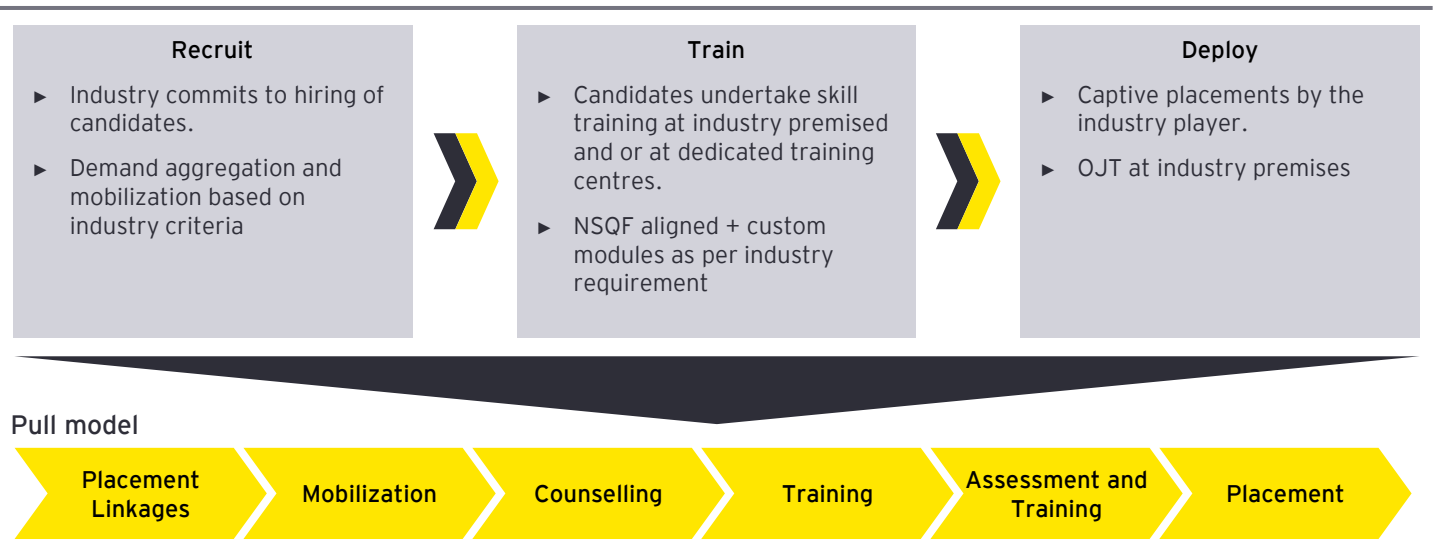 Recruit
► Industry commits to hiring of
candidates.
► Demand aggregation and
mobilization based on
industry criteria
Train
► Candidates undertake skill
training at industry premised
and or at dedicated training
centres.
► NSQF aligned + custom
modules as per industry
requirement
Deploy
► Captive placements by the
industry player.
► OJT at industry premises
Pull model
Placement
Linkages
Mobilization
Counselling
Training
Assessment and
Training
Placement